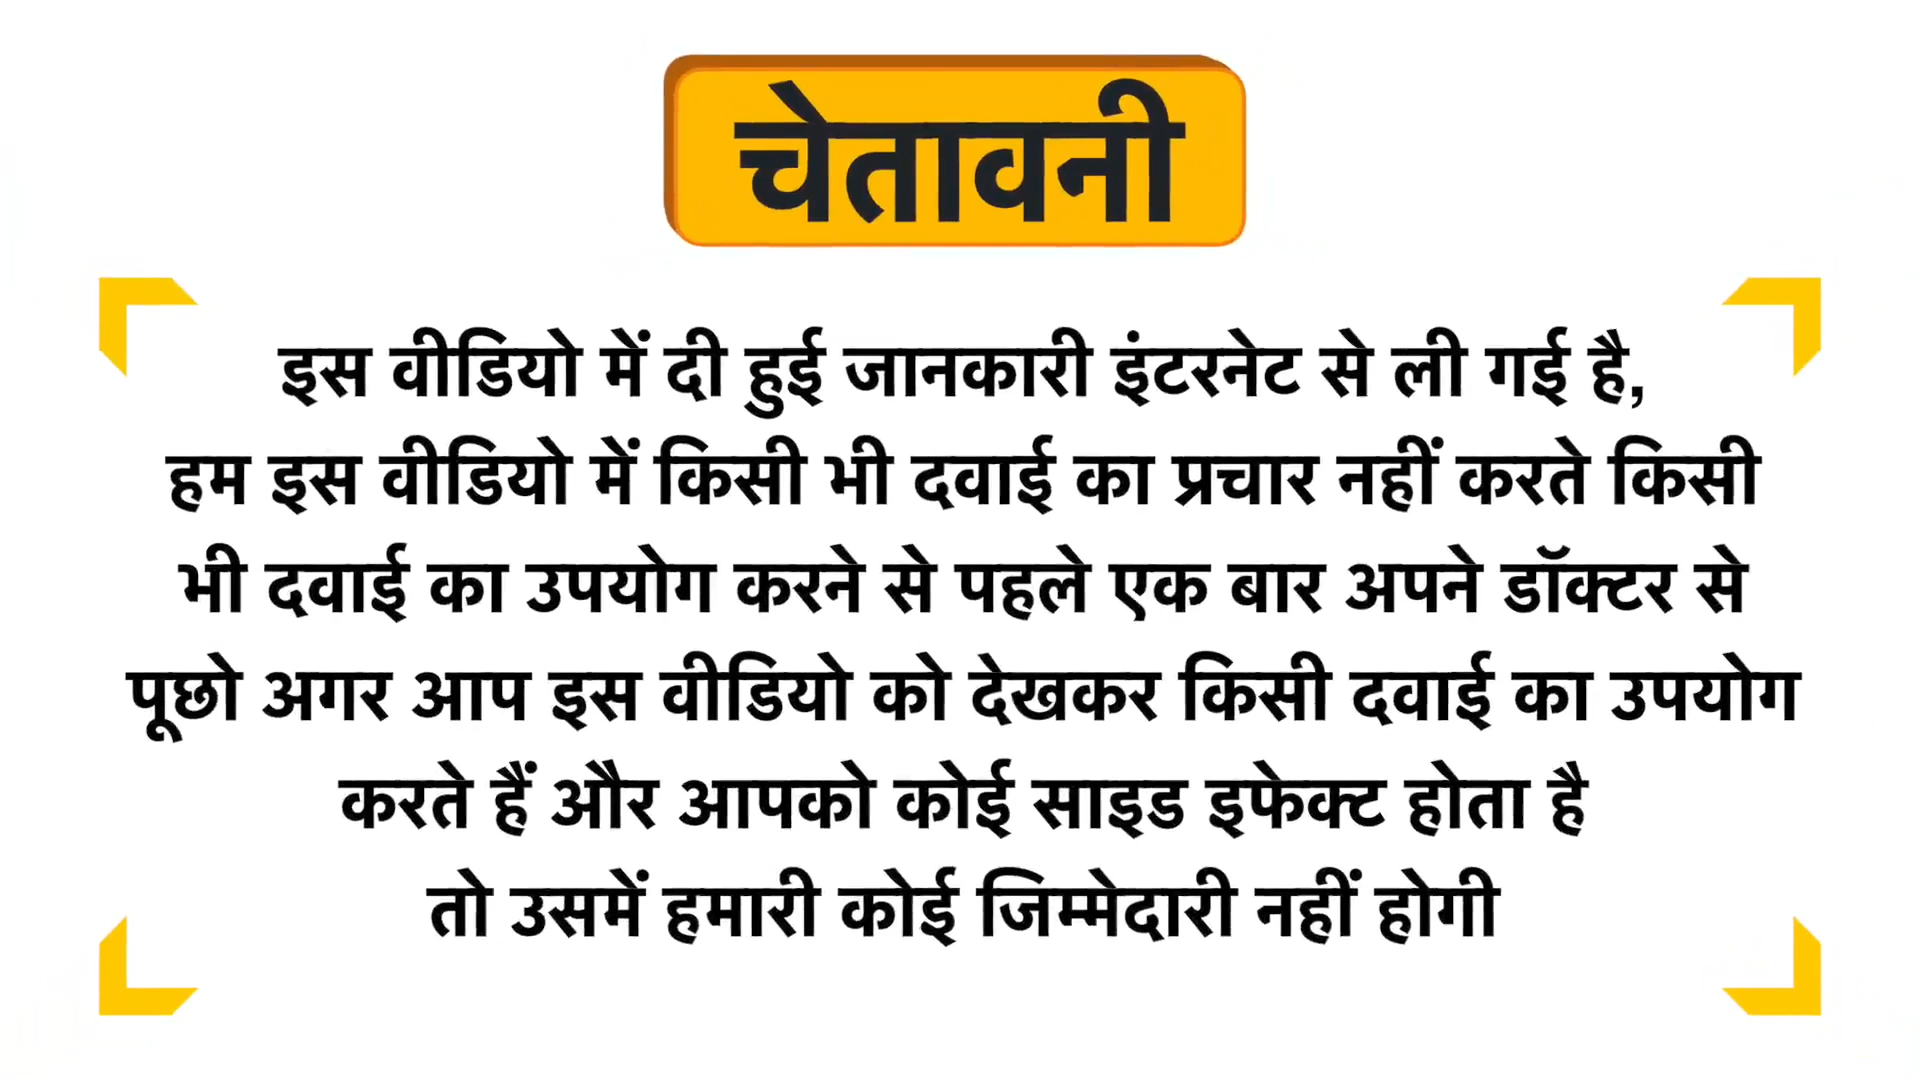 चेतावनी
इस वीडियो में दी हुई जानकारी इंटरनेट से ली गई है,
हम इस वीडियो में किसी भी दवाई का प्रचार नहीं करते किसी
भी दवाई का उपयोग करने से पहले एक बार अपने डॉक्टर से
पूछो अगर आप इस वीडियो को देखकर किसी दवाई का उपयोग
करते हैं और आपको कोई साइड इफेक्ट होता है
तो उसमें हमारी कोई जिम्मेदारी नहीं होगी